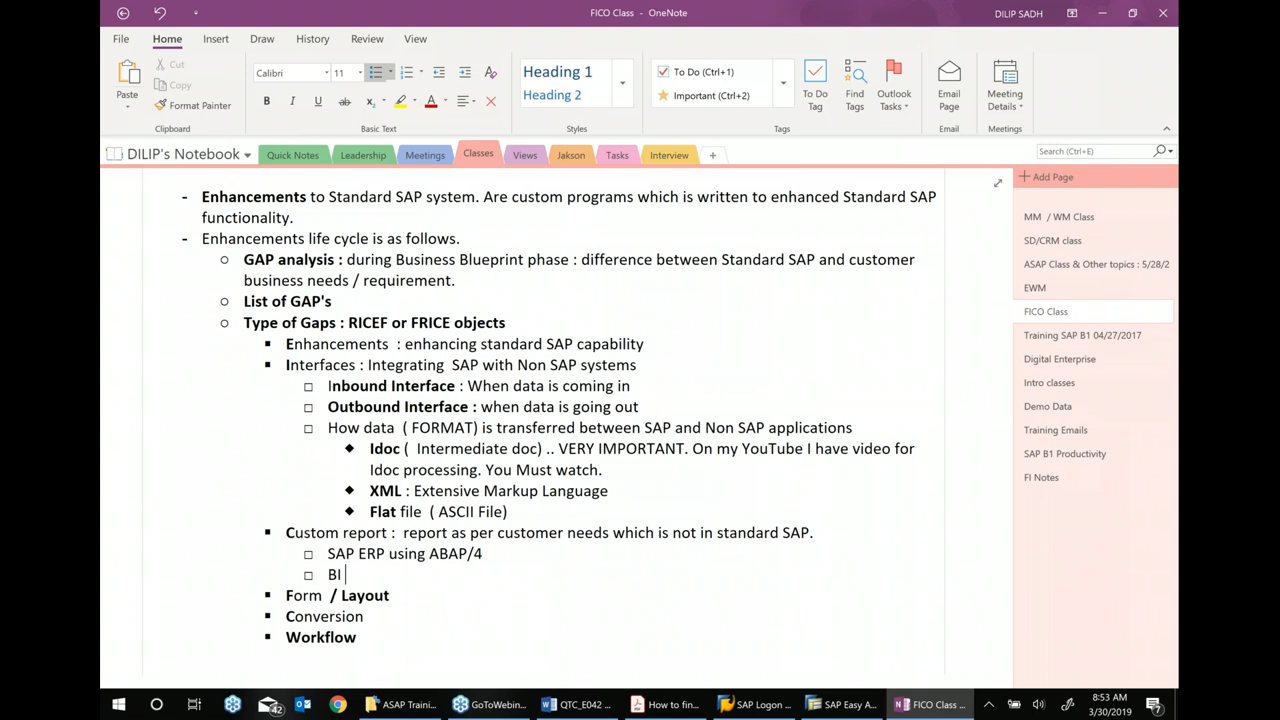 FICO Class - OneNote
DILIP SADH
File Home Insert Draw History Review View
Paste
Cut
Copy
Format Painter
Clipboard
Calibri 11
B I U ab x₂ A
Basic Text
Heading 1
Heading 2
Styles
To Do (Ctrl+1)
Important (Ctrl+2)
To Do Tag
Find Tags
Outlook Tasks
Tags
Email Page
Email
Meeting Details
Meetings
DILIP's Notebook Quick Notes Leadership Meetings Classes Views Jakson Tasks Interview + Search (Ctrl+E)
- Enhancements to Standard SAP system. Are custom programs which is written to enhanced Standard SAP
functionality.
- Enhancements life cycle is as follows.
GAP analysis : during Business Blueprint phase : difference between Standard SAP and customer
business needs / requirement.
List of GAP's
Type of Gaps : RICEF or FRICE objects
Enhancements : enhancing standard SAP capability
Interfaces : Integrating SAP with Non SAP systems
Inbound Interface : When data is coming in
Outbound Interface : when data is going out
How data ( FORMAT) is transferred between SAP and Non SAP applications
Idoc ( Intermediate doc) .. VERY IMPORTANT. On my YouTube I have video for
Idoc processing. You Must watch.
XML : Extensive Markup Language
Flat file ( ASCII File)
Custom report : report as per customer needs which is not in standard SAP.
SAP ERP using ABAP/4
BI
Form / Layout
Conversion
Workflow
Add Page
MM / WM Class
SD/CRM class
ASAP Class & Other topics : 5/28/2
EWM
FICO Class
Training SAP B1 04/27/2017
Digital Enterprise
Intro classes
Demo Data
Training Emails
SAP B1 Productivity
FI Notes
42
ASAP Traini...
GoToWebin...
QTC_E042 ...
How to fin...
SAP Logon ...
SAP Easy A...
FICO Class ...
8:53 AM
3/30/2019